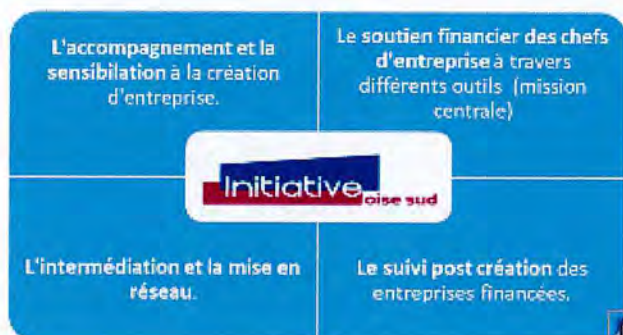 L'accompagnement et la
sensibilation à la création
d'entreprise.
Le soutien financier des chefs
d'entreprise à travers
différents outils (mission
centrale)
Initiative
oise sud
L'intermédiation et la mise en
réseau.
Le suivi post création des
entreprises financées.